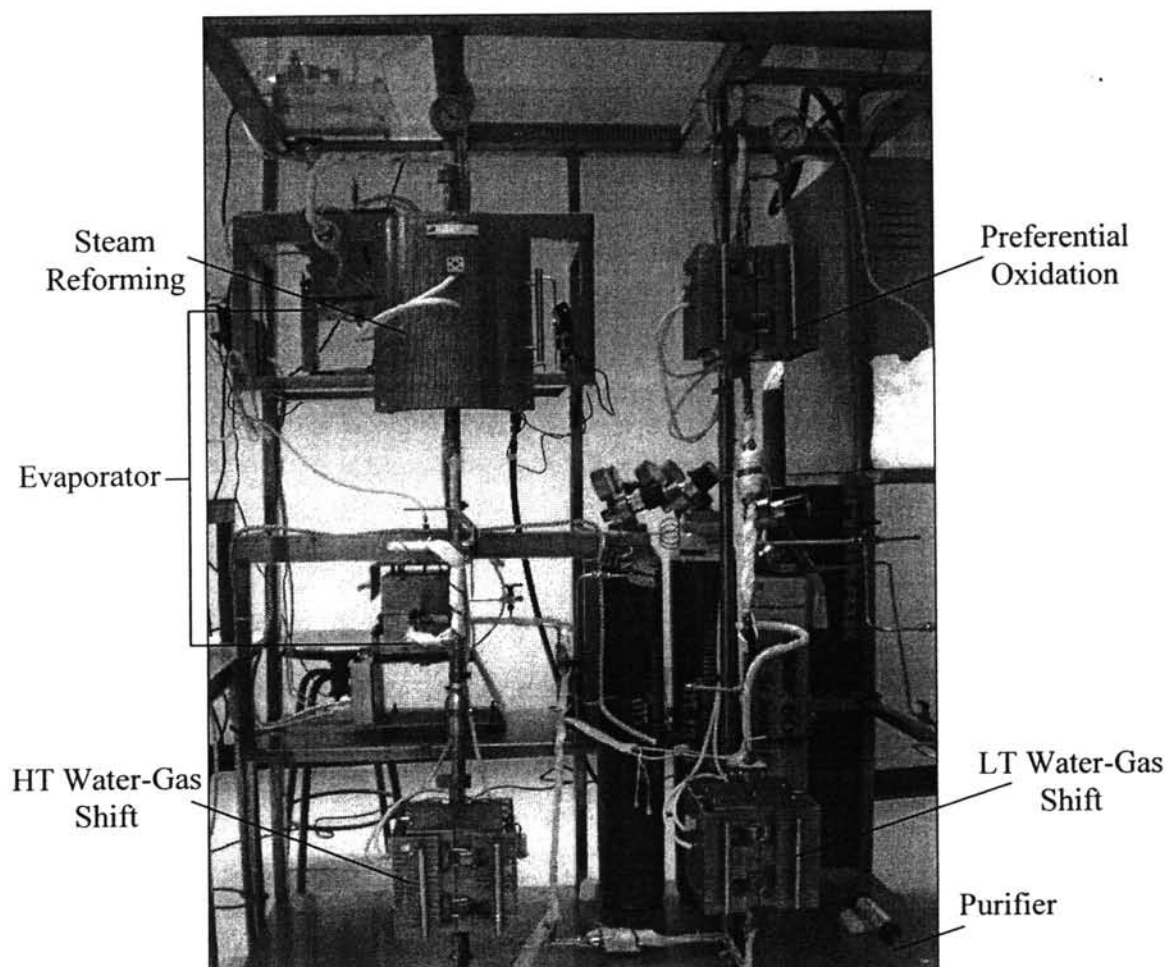 Steam
Reforming
Preferential
Oxidation
Evaporator
HT Water-Gas
Shift
LT Water-Gas
Shift
Purifier